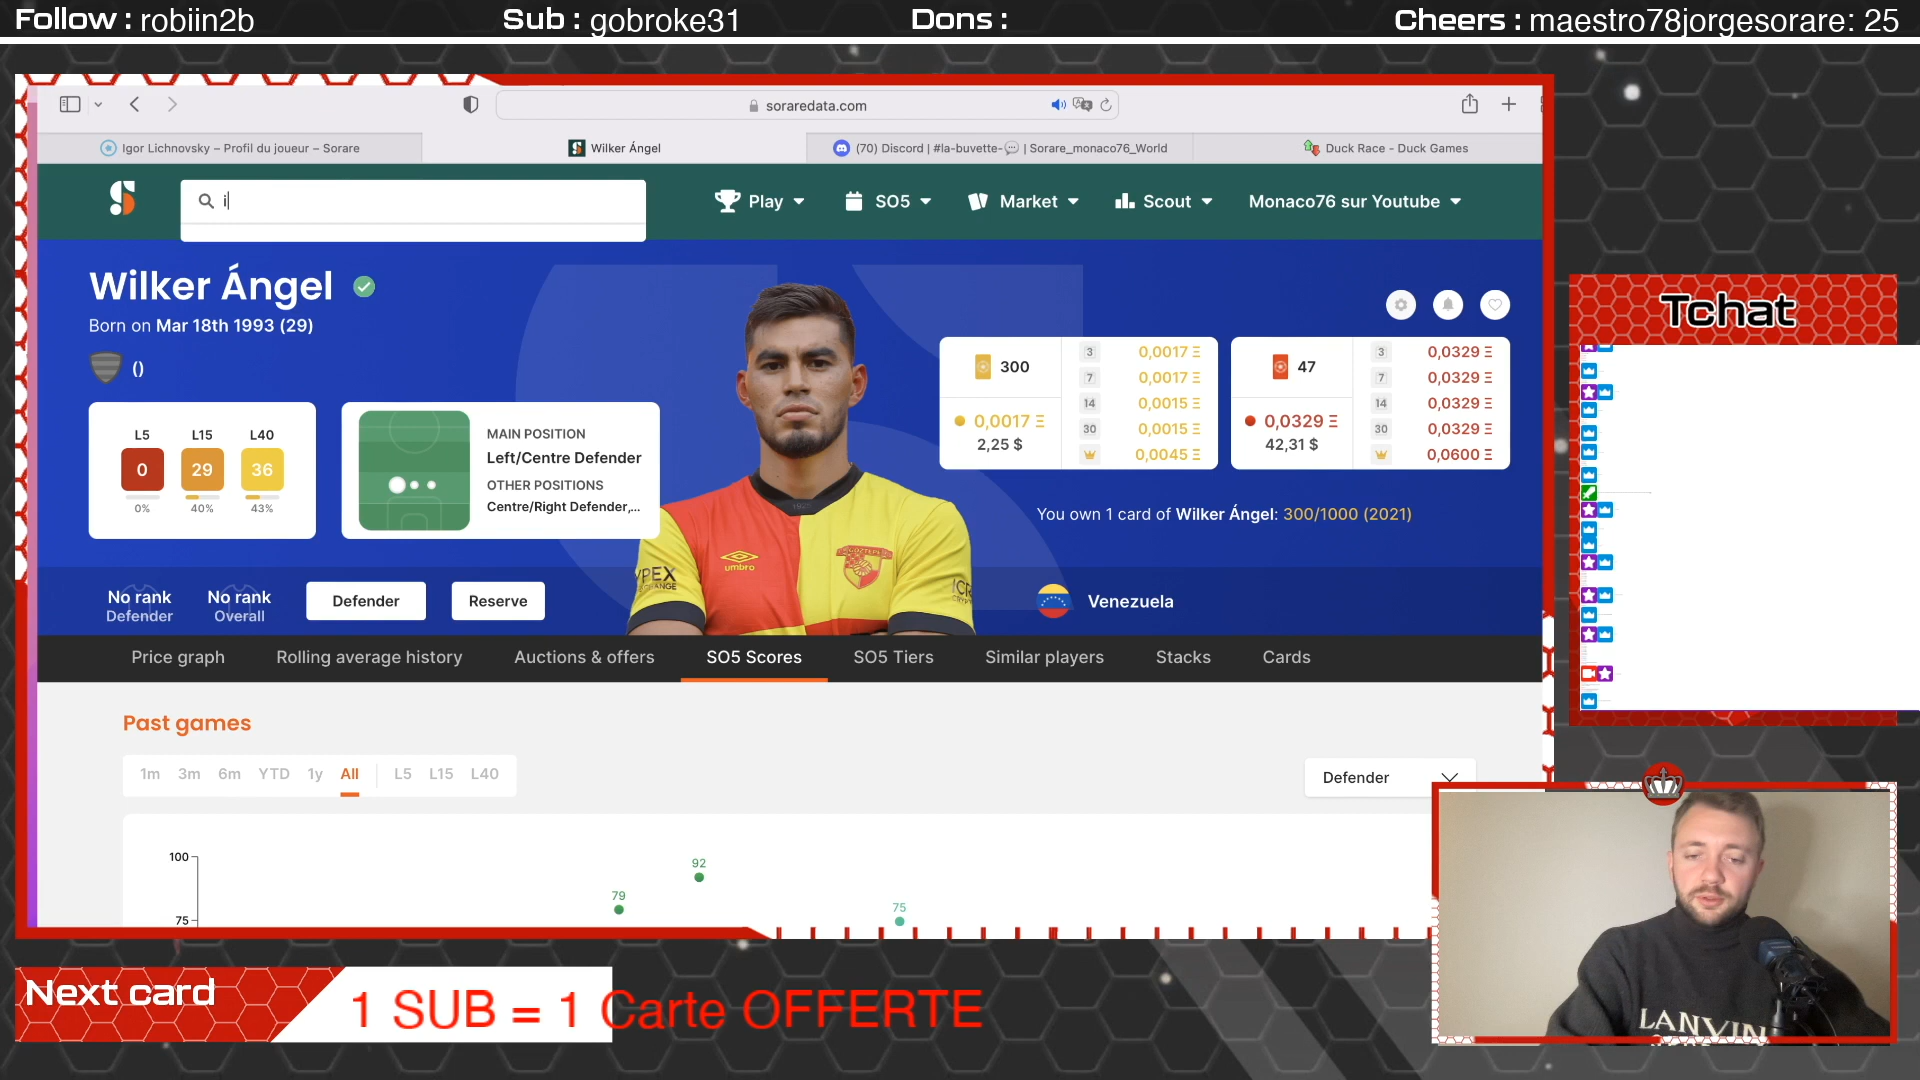 Follow : robiin2b
Sub : gobroke31
Dons :
Cheers : maestro78jorgesorare: 25
soraredata.com
Igor Lichnovsky – Profil du joueur – Sorare
Wilker Ángel
(70) Discord | #la-buvette-💬 | Sorare_monaco76_World
Duck Race - Duck Games
i
Play
SO5
Market
Scout
Monaco76 sur Youtube
Wilker Ángel
Born on Mar 18th 1993 (29)
()
L5 L15 L40
0 29 36
0% 40% 43%
MAIN POSITION
Left/Centre Defender
OTHER POSITIONS
Centre/Right Defender,...
umbro
GÖZTEPE
300
0,0017 Ξ
2,25 $
3 0,0017 Ξ
7 0,0017 Ξ
14 0,0015 Ξ
30 0,0015 Ξ
0,0045 Ξ
47
0,0329 Ξ
42,31 $
3 0,0329 Ξ
7 0,0329 Ξ
14 0,0329 Ξ
30 0,0329 Ξ
0,0600 Ξ
You own 1 card of Wilker Ángel: 300/1000 (2021)
No rank
Defender
No rank
Overall
Defender
Reserve
Venezuela
Price graph
Rolling average history
Auctions & offers
SO5 Scores
SO5 Tiers
Similar players
Stacks
Cards
Past games
1m 3m 6m YTD 1y All L5 L15 L40
Defender
100
92
79
75
75
Tchat
LANVIN
Next card
1 SUB = 1 Carte OFFERTE